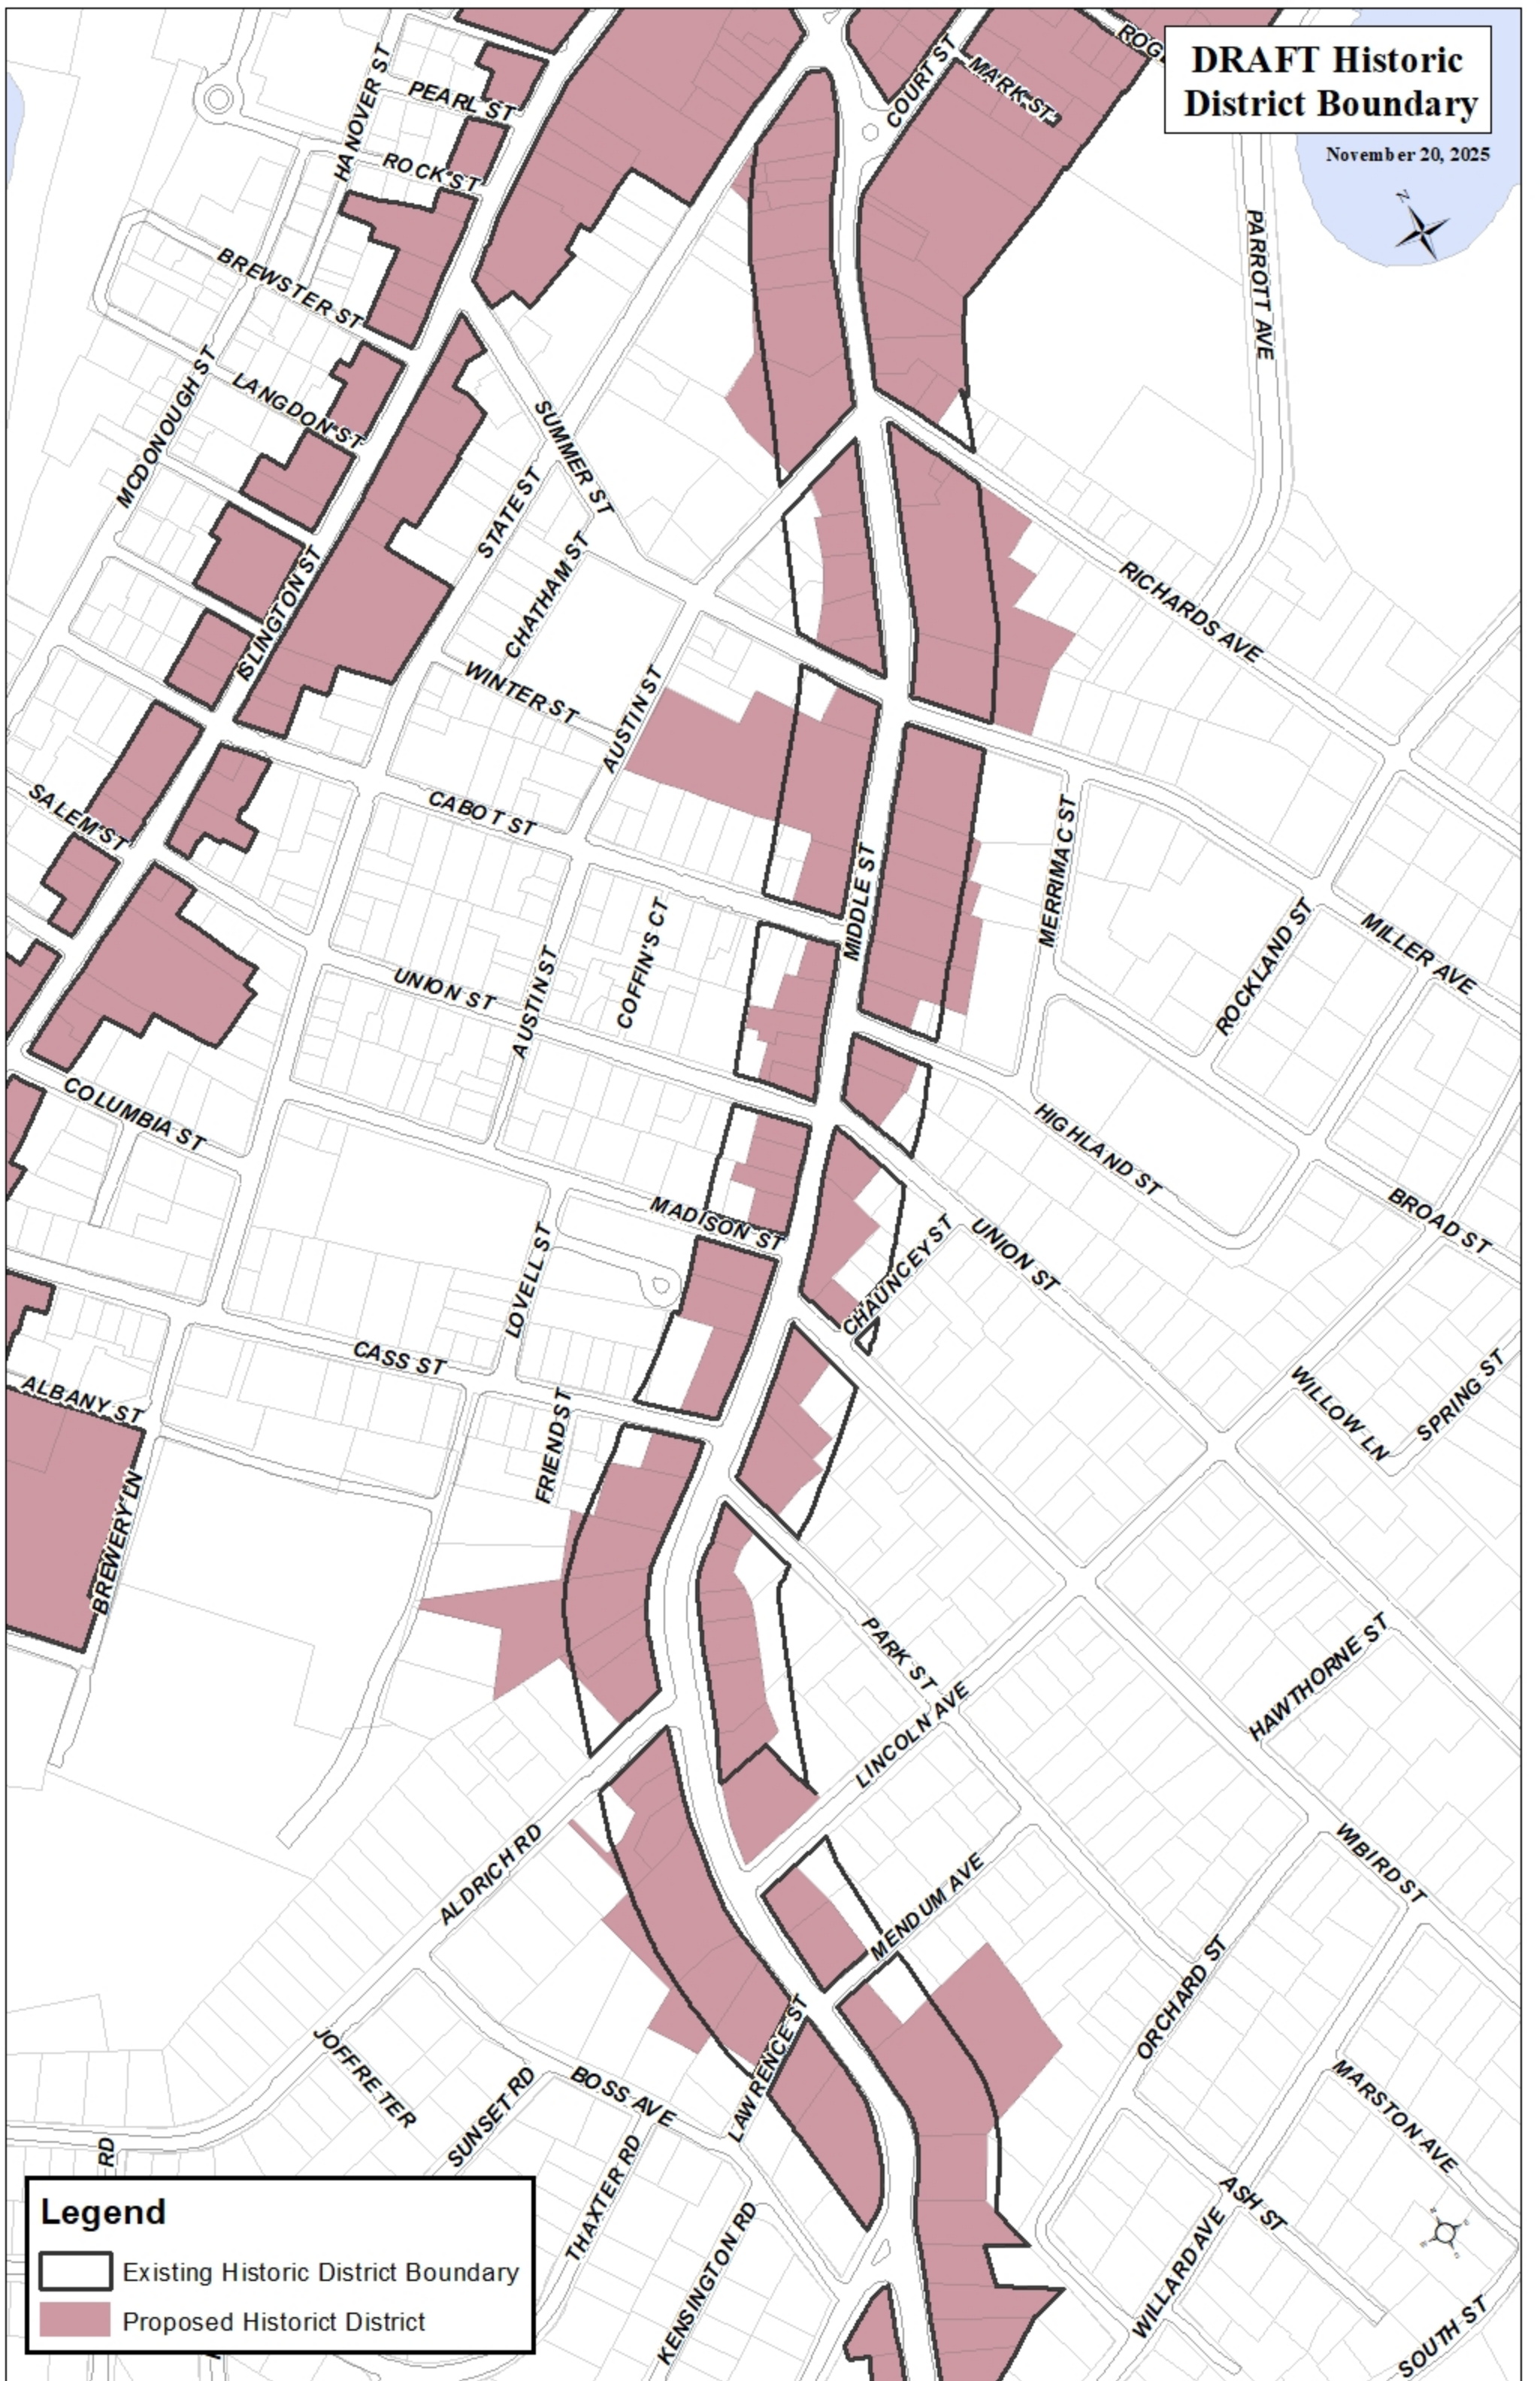 DRAFT Historic
District Boundary
November 20, 2025
N
HANOVER ST
PEARL ST
ROCK ST
COURT ST
MARK ST
PARROTT AVE
BREWSTER ST
LANGDON ST
MCDONOUGH ST
SUMMER ST
STATE ST
CHATHAM ST
ISLINGTON ST
WINTER ST
AUSTIN ST
RICHARDS AVE
SALEM ST
CABOT ST
MIDDLE ST
MERRIMAC ST
ROCKLAND ST
MILLER AVE
COFFIN'S CT
UNION ST
AUSTIN ST
COLUMBIA ST
HIGHLAND ST
BROAD ST
MADISON ST
LOVELL ST
CHAUNCEY ST
UNION ST
CASS ST
ALBANY ST
WILLOW LN
SPRING ST
FRIEND ST
BREWERY LN
PARK ST
LINCOLN AVE
HAWTHORNE ST
ALDRICH RD
MENDUM AVE
WIBIRD ST
ORCHARD ST
LAWRENCE ST
JOFFRE TER
SUNSET RD
BOSS AVE
THAXTER RD
KENSINGTON RD
MARSTON AVE
ASH ST
WILLARD AVE
SOUTH ST
RD
Legend
Existing Historic District Boundary
Proposed Historict District